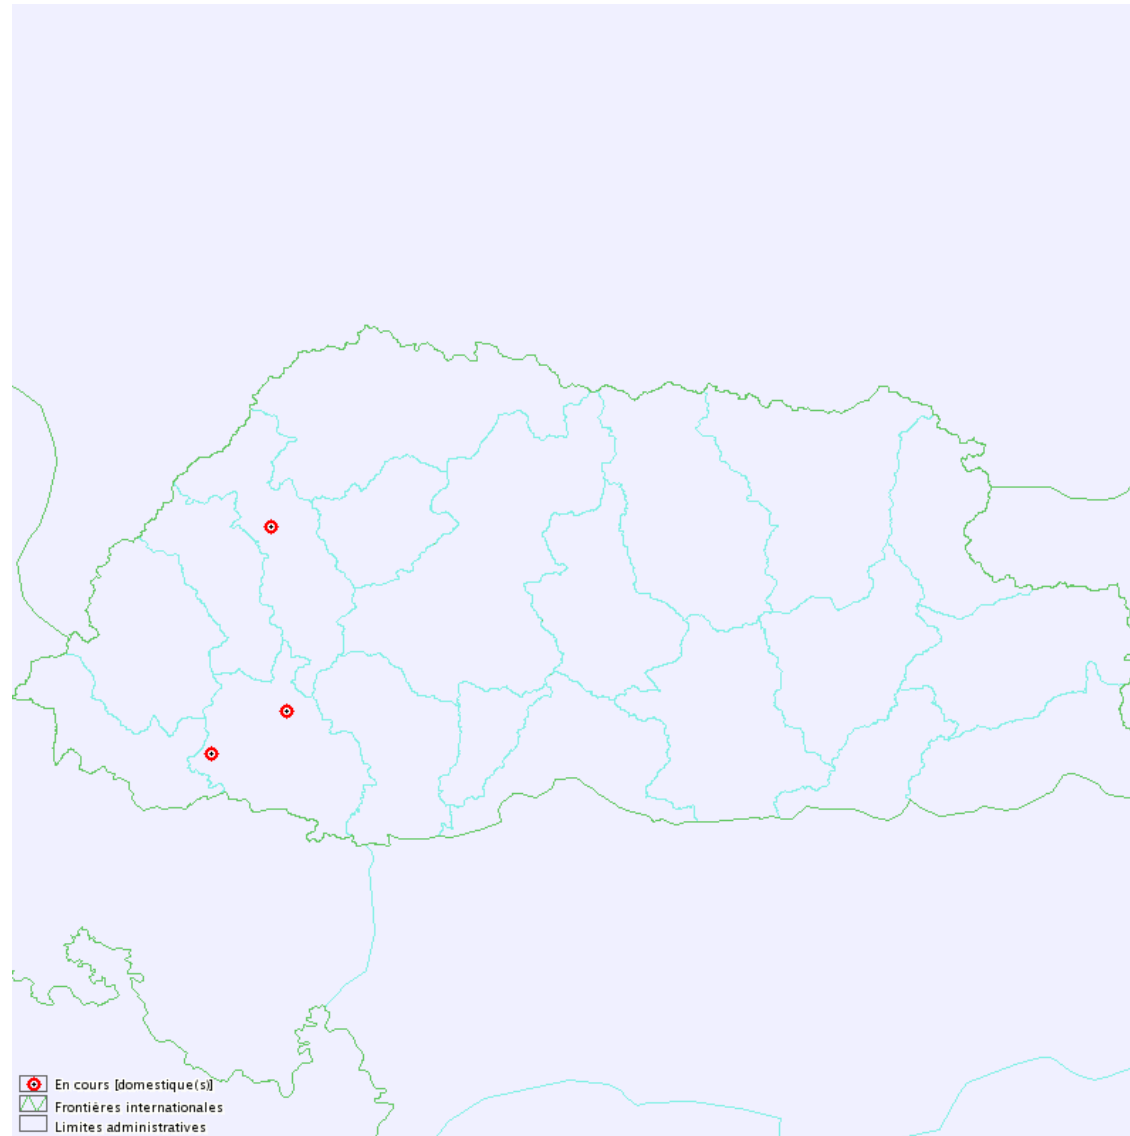 En cours [domestique(s)]
Frontières internationales
Limites administratives